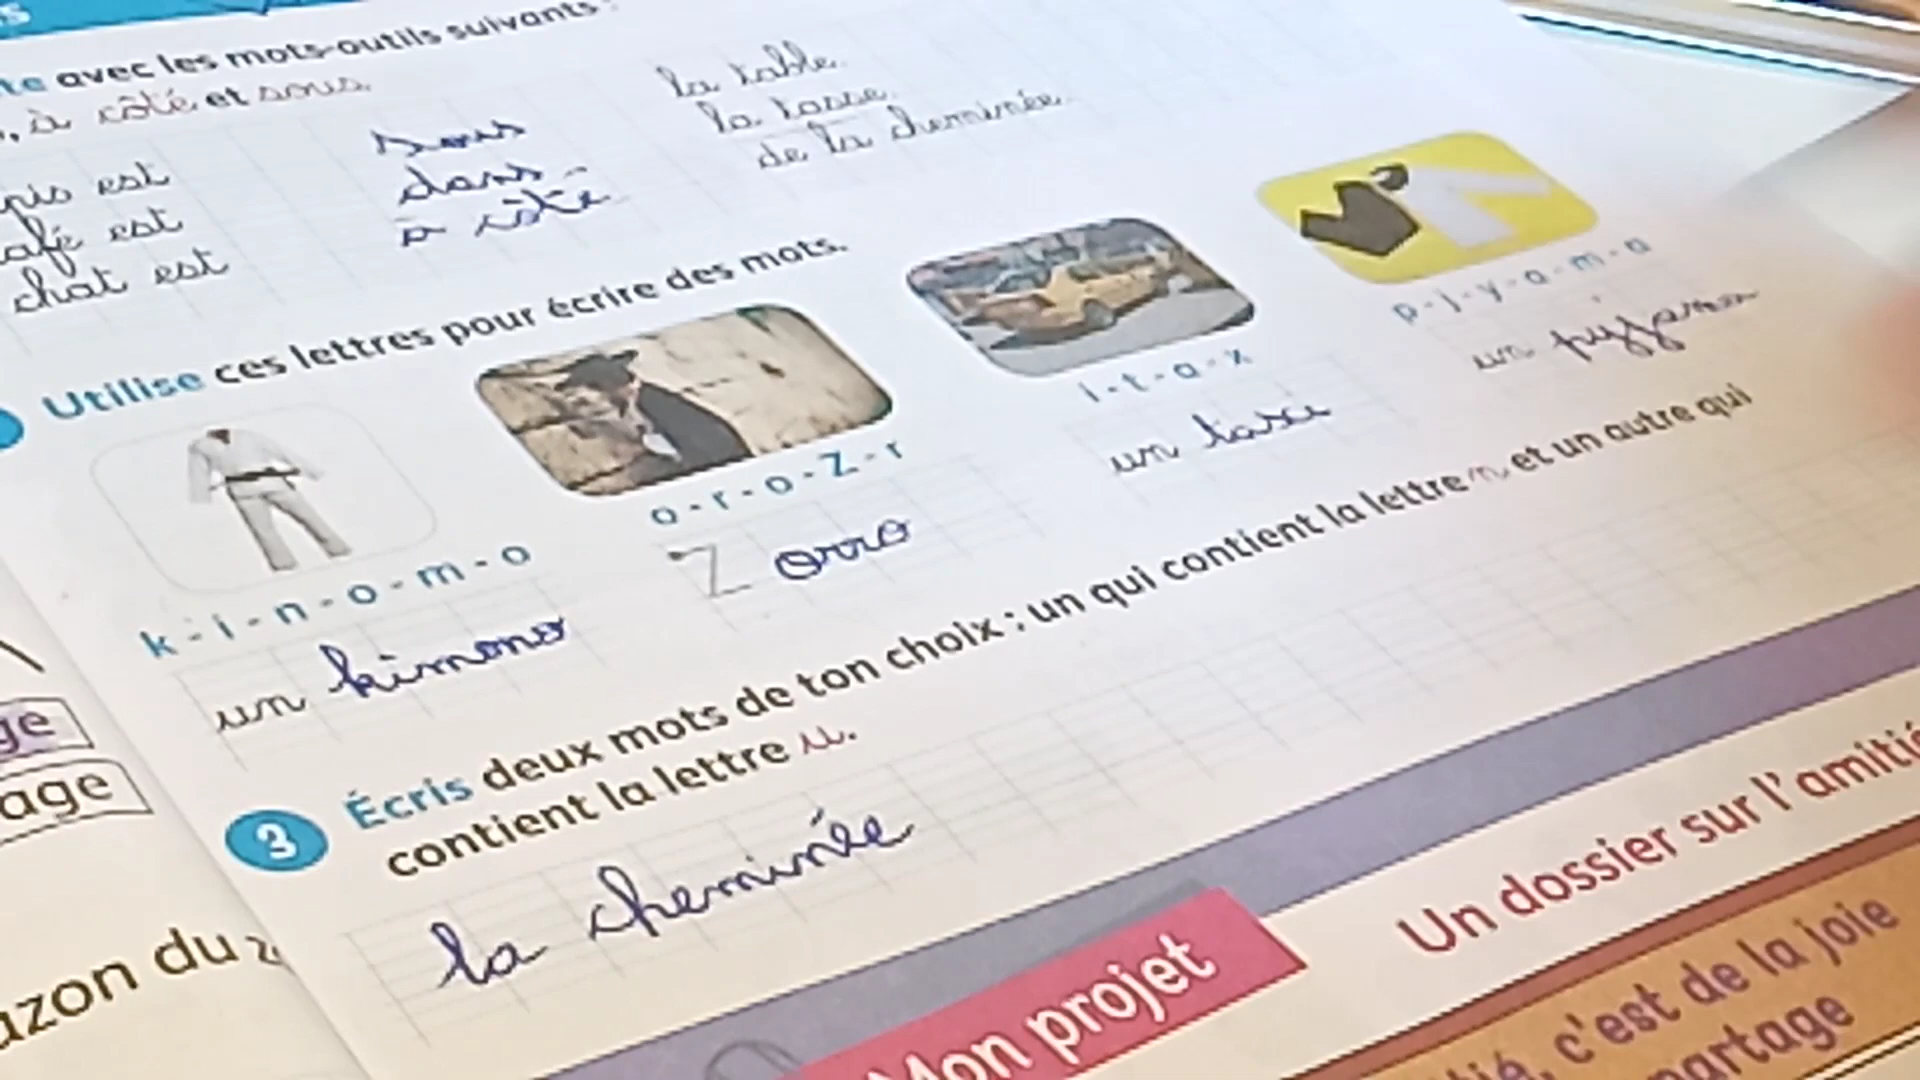 avec les mots-outils suivants :
à côté et sous.
est sous la table.
café est dans la tasse.
chat est à côté de la cheminée.
Utilise ces lettres pour écrire des mots.
k - i - n - o - m - o
o - r - o - Z - r
i - t - a - x
p - j - y - a - m - a
un kimono
Zorro
un taxi
un pyjama
3 Écris deux mots de ton choix : un qui contient la lettre n et un autre qui
contient la lettre u.
la cheminée
ge
age
azon du
Mon projet
Un dossier sur l'amitié
c'est de la joie
partage